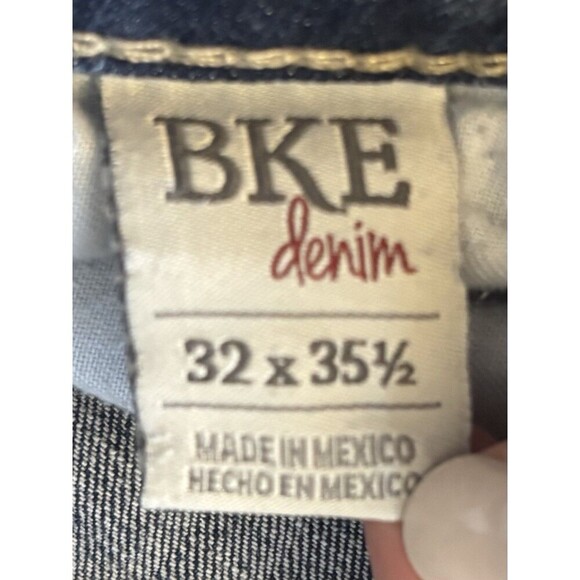 BKE
denim
32 x 35½
MADE IN MEXICO
HECHO EN MEXICO